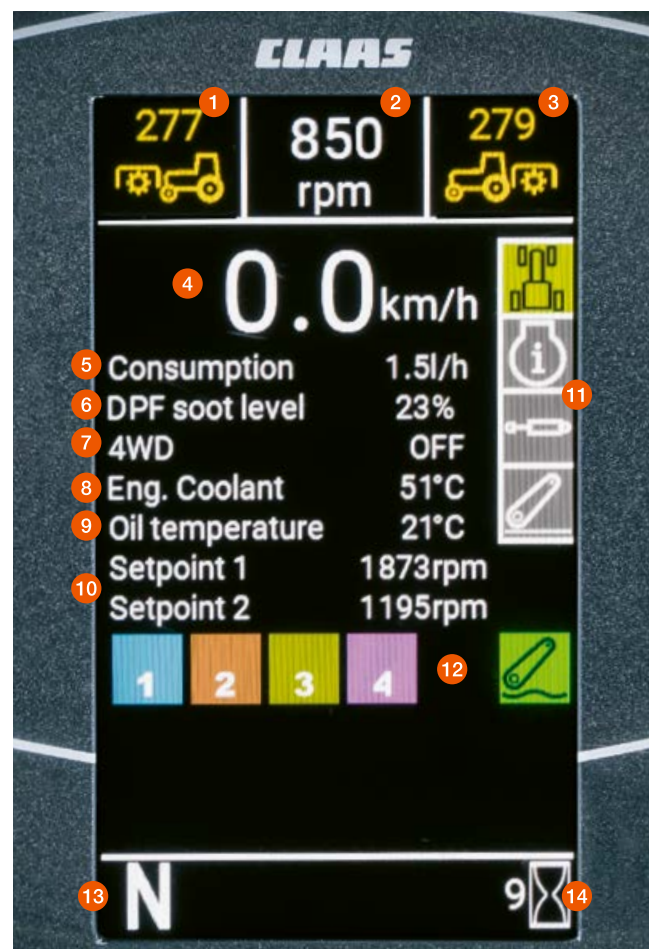 CLAAS
1
2
3
277
850
rpm
279
4
0.0 km/h
5
Consumption 1.5l/h
i
11
6
DPF soot level 23%
7
4WD OFF
8
Eng. Coolant 51°C
9
Oil temperature 21°C
10
Setpoint 1 1873rpm
Setpoint 2 1195rpm
1 2 3 4
12
13
N
9
14